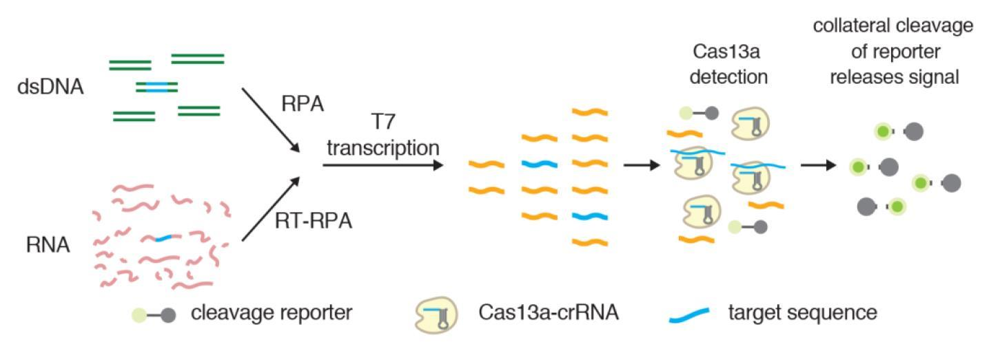 dsDNA
RPA
RNA
RT-RPA
T7
transcription
Cas13a
detection
collateral cleavage
of reporter
releases signal
cleavage reporter
Cas13a-crRNA
target sequence